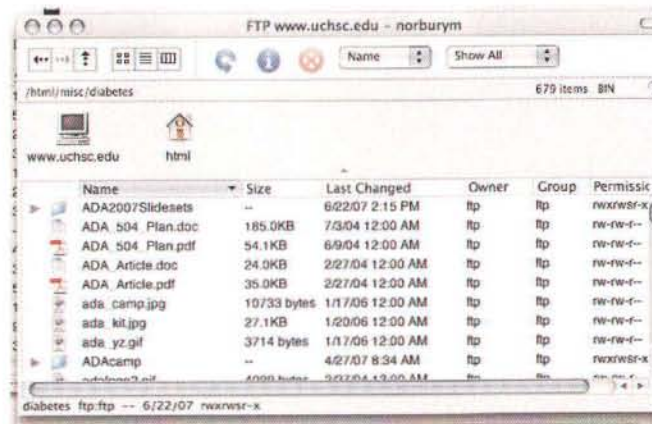 FTP www.uchsc.edu - norburym
Name Show All
/html/misc/diabetes 679 items BIN
www.uchsc.edu html
Name Size Last Changed Owner Group Permissic
ADA2007Slidesets -- 6/22/07 2:15 PM ftp ftp rwxrwsr-x
ADA_504_Plan.doc 185.0KB 7/3/04 12:00 AM ftp ftp rw-rw-r--
ADA_504_Plan.pdf 54.1KB 6/9/04 12:00 AM ftp ftp rw-rw-r--
ADA_Article.doc 24.0KB 2/27/04 12:00 AM ftp ftp rw-rw-r--
ADA_Article.pdf 35.0KB 2/27/04 12:00 AM ftp ftp rw-rw-r--
ada_camp.jpg 10733 bytes 1/17/06 12:00 AM ftp ftp rw-rw-r--
ada_kit.jpg 27.1KB 1/20/06 12:00 AM ftp ftp rw-rw-r--
ada_yz.gif 3714 bytes 1/17/06 12:00 AM ftp ftp rw-rw-r--
ADAcamp -- 4/27/07 8:34 AM ftp ftp rwxrwsr-x
diabetes ftp:ftp -- 6/22/07 rwxrwsr-x